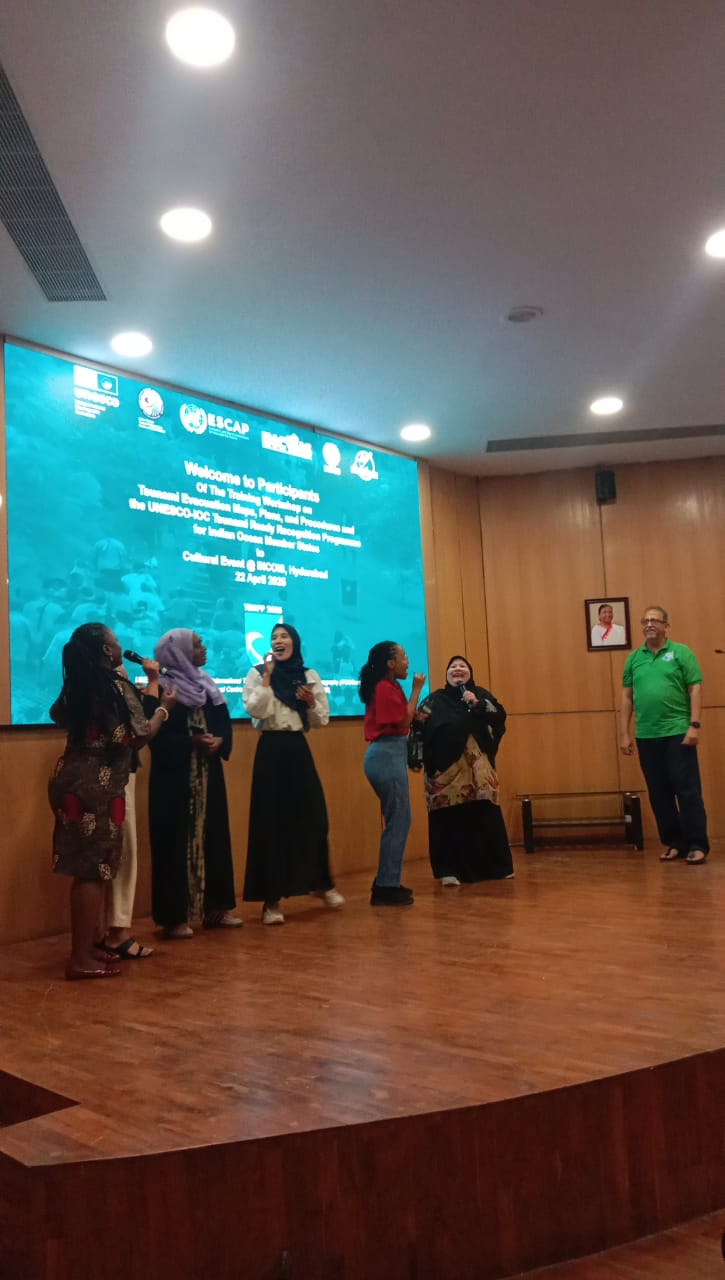 unesco
ESCAP
Welcome to Participants
Of The Training Workshop on
Tsunami Evacuation Maps, Plans, and Procedures and
the UNESCO-IOC Tsunami Ready Recognition Programme
for Indian Ocean Member States
to
Cultural Event @ INCOIS, Hyderabad
22 April 2025